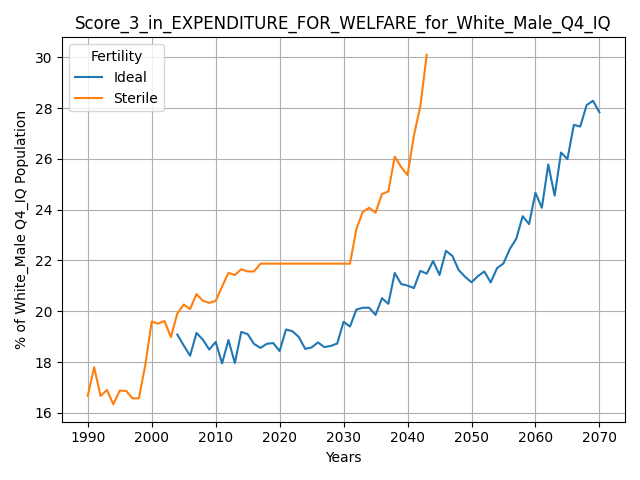 Score_3_in_EXPENDITURE_FOR_WELFARE_for_White_Male_Q4_IQ
Fertility
Ideal
Sterile
% of White_Male Q4_IQ Population
30
28
26
24
22
20
18
16
1990 2000 2010 2020 2030 2040 2050 2060 2070
Years